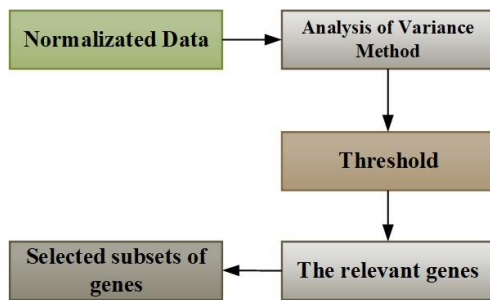 Normalizated Data
Analysis of Variance
Method
Threshold
The relevant genes
Selected subsets of
genes